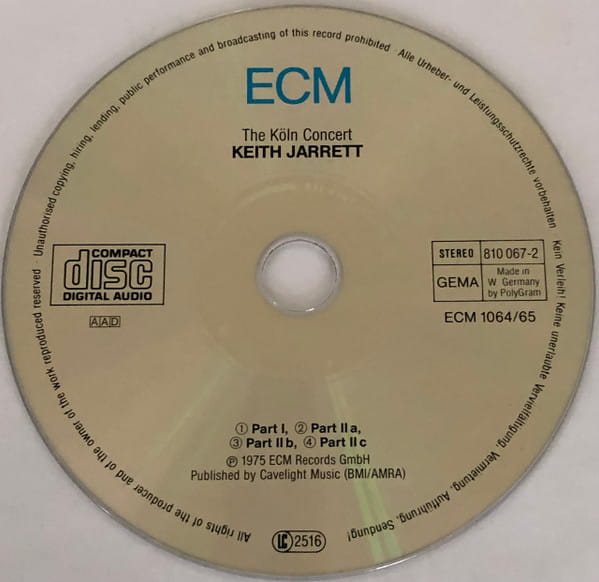 ECM
The Köln Concert
KEITH JARRETT
COMPACT
disc
DIGITAL AUDIO
AAD
STEREO 810 067-2
GEMA Made in
W. Germany
by PolyGram
ECM 1064/65
① Part I, ② Part II a,
③ Part II b, ④ Part II c
℗ 1975 ECM Records GmbH
Published by Cavelight Music (BMI/AMRA)
LC 2516
All rights of the producer and of the owner of the work reproduced reserved · Unauthorised copying, hiring, lending, public performance and broadcasting of this record prohibited · Alle Urheber- und Leistungsschutzrechte vorbehalten · Kein Verleih! Keine unerlaubte Vervielfältigung, Vermietung, Aufführung, Sendung!